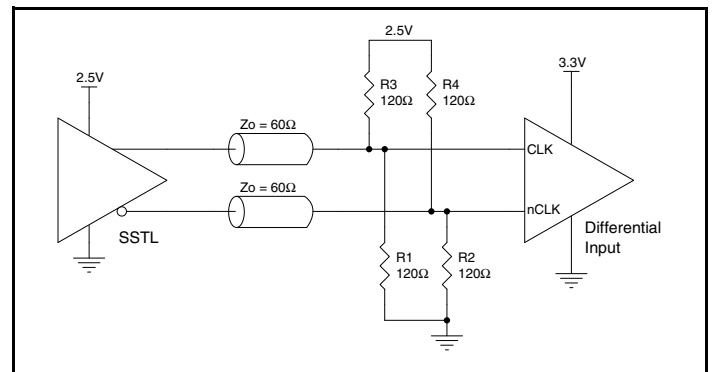 2.5V
3.3V
2.5V
R3
120Ω
R4
120Ω
Zo = 60Ω
CLK
Zo = 60Ω
nCLK
SSTL
Differential
Input
R1
120Ω
R2
120Ω